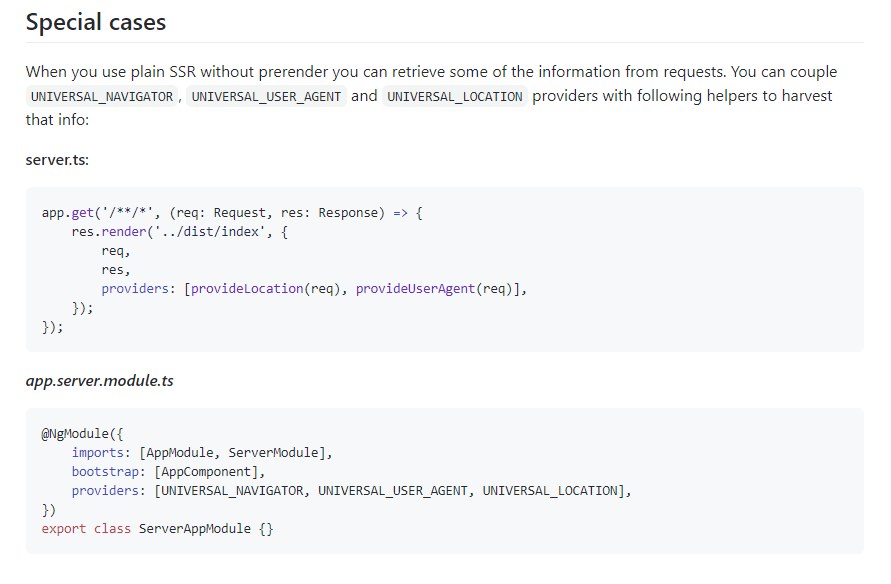 Special cases
When you use plain SSR without prerender you can retrieve some of the information from requests. You can couple
UNIVERSAL_NAVIGATOR, UNIVERSAL_USER_AGENT and UNIVERSAL_LOCATION providers with following helpers to harvest
that info:
server.ts:
app.get('/**/*', (req: Request, res: Response) => {
    res.render('../dist/index', {
        req,
        res,
        providers: [provideLocation(req), provideUserAgent(req)],
    });
});
app.server.module.ts
@NgModule({
    imports: [AppModule, ServerModule],
    bootstrap: [AppComponent],
    providers: [UNIVERSAL_NAVIGATOR, UNIVERSAL_USER_AGENT, UNIVERSAL_LOCATION],
})
export class ServerAppModule {}